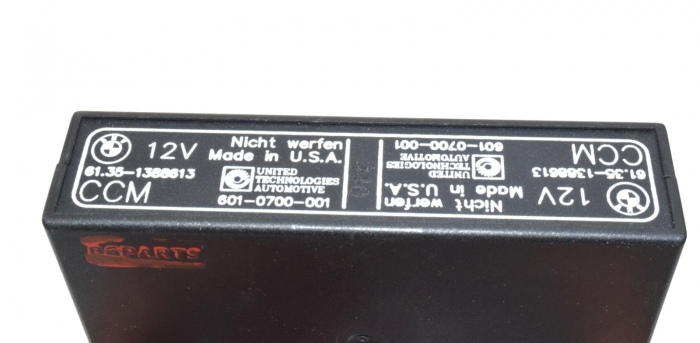 12V
Nicht werfen
Made in U.S.A.
61.35-1388613
CCM
UNITED
TECHNOLOGIES
AUTOMOTIVE
601-0700-001
12V
Nicht werfen
Made in U.S.A.
61.35-1388613
CCM
UNITED
TECHNOLOGIES
AUTOMOTIVE
601-0700-001